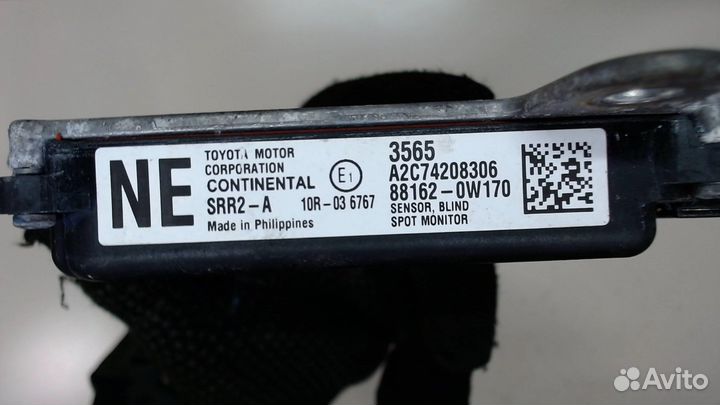 NE
TOYOTA MOTOR
CORPORATION
CONTINENTAL
SRR2-A 10R-03 6767
Made in Philippines
E1
3565
A2C74208306
88162-0W170
SENSOR, BLIND
SPOT MONITOR
Avito